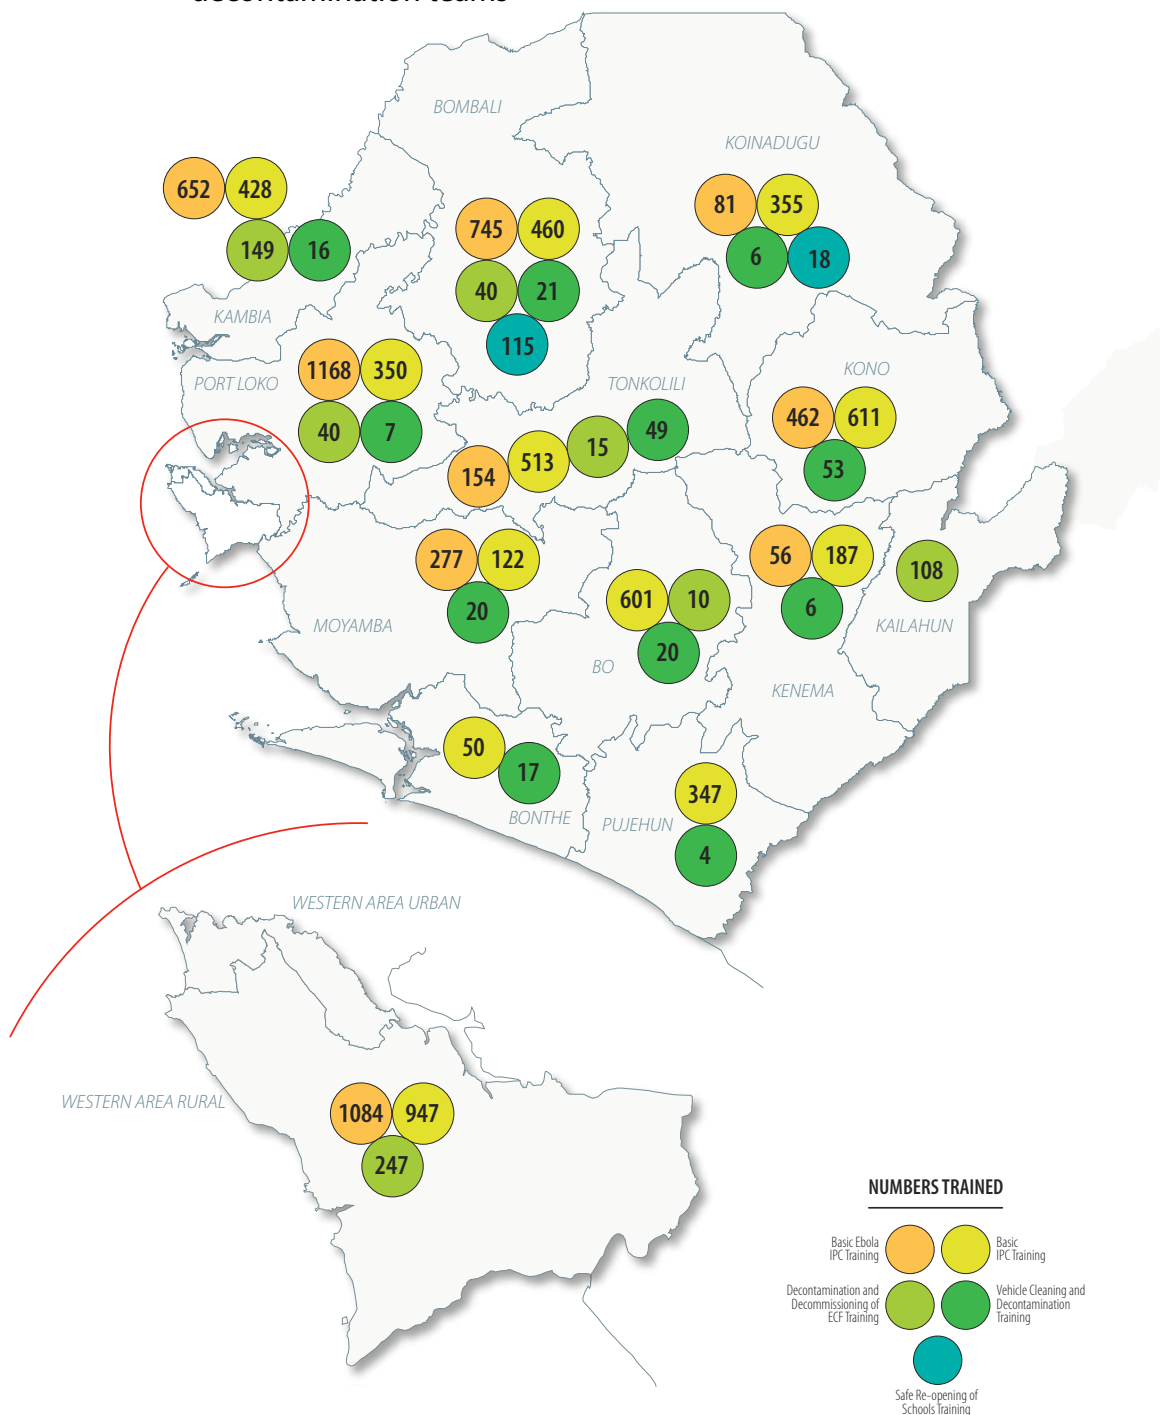 decontamination teams
BOMBALI
KOINADUGU
652 428
149 16
745 460
40 21
115
81 355
6 18
KAMBIA
PORT LOKO
1168 350
40 7
TONKOLILI
154 513 15 49
KONO
462 611
53
277 122
20
MOYAMBA
601 10
20
BO
56 187
6
KENEMA
108
KAILAHUN
50
17
BONTHE
PUJEHUN
347
4
WESTERN AREA URBAN
WESTERN AREA RURAL
1084 947
247
NUMBERS TRAINED
Basic Ebola
IPC Training
Basic
IPC Training
Decontamination and
Decommissioning of
ECF Training
Vehicle Cleaning and
Decontamination
Training
Safe Re-opening of
Schools Training